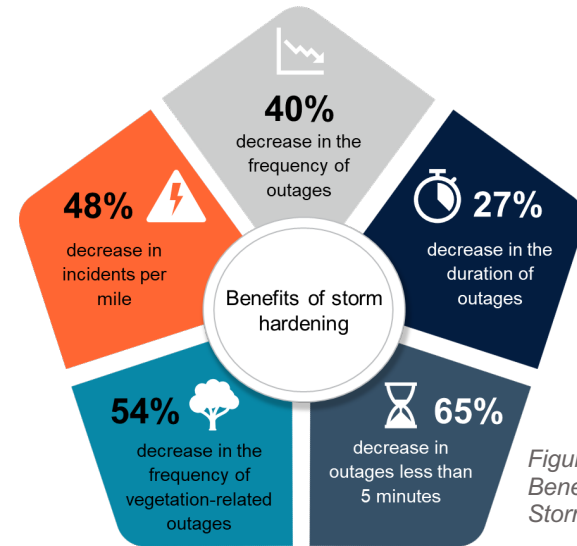 40%
decrease in the
frequency of
outages
48%
decrease in
incidents per
mile
27%
decrease in the
duration of
outages
Benefits of storm
hardening
54%
decrease in the
frequency of
vegetation-related
outages
65%
decrease in
outages less than
5 minutes